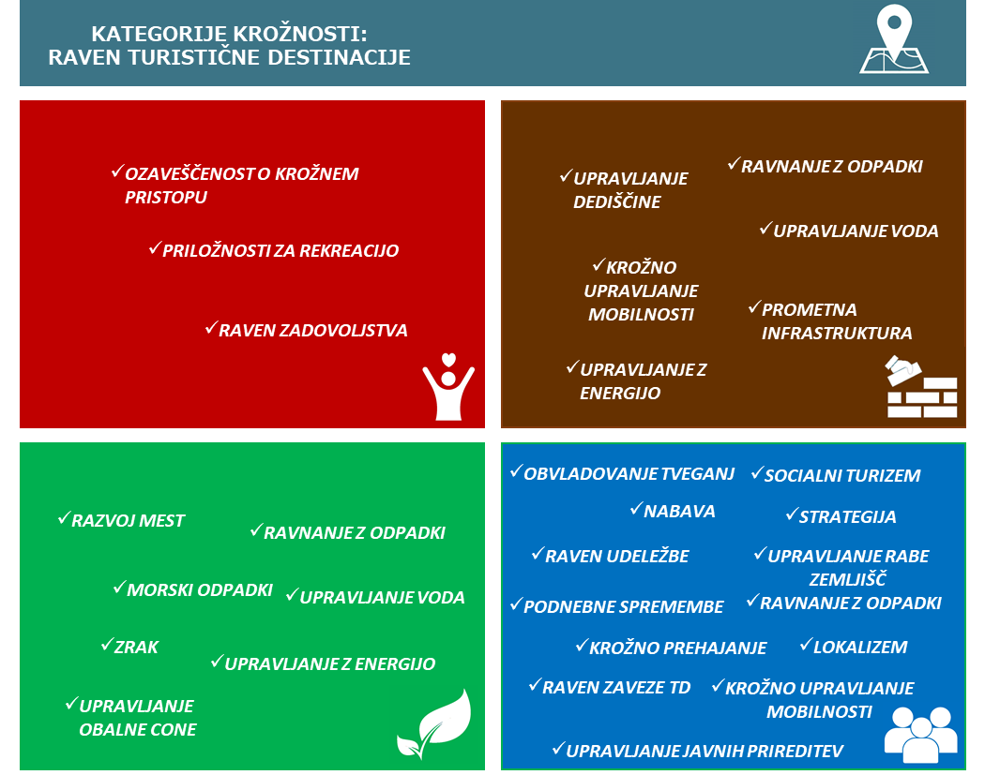 KATEGORIJE KROŽNOSTI:
RAVEN TURISTIČNE DESTINACIJE
✓OZAVEŠČENOST O KROŽNEM
PRISTOPU
✓PRILOŽNOSTI ZA REKREACIJO
✓RAVEN ZADOVOLJSTVA
✓UPRAVLJANJE
DEDIŠČINE
✓RAVNANJE Z ODPADKI
✓UPRAVLJANJE VODA
✓KROŽNO
UPRAVLJANJE
MOBILNOSTI
✓PROMETNA
INFRASTRUKTURA
✓UPRAVLJANJE Z
ENERGIJO
✓RAZVOJ MEST
✓RAVNANJE Z ODPADKI
✓MORSKI ODPADKI
✓UPRAVLJANJE VODA
✓ZRAK
✓UPRAVLJANJE Z ENERGIJO
✓UPRAVLJANJE
OBALNE CONE
✓OBVLADOVANJE TVEGANJ
✓SOCIALNI TURIZEM
✓NABAVA
✓STRATEGIJA
✓RAVEN UDELEŽBE
✓UPRAVLJANJE RABE
ZEMLJIŠČ
✓PODNEBNE SPREMEMBE
✓RAVNANJE Z ODPADKI
✓KROŽNO PREHAJANJE
✓LOKALIZEM
✓RAVEN ZAVEZE TD
✓KROŽNO UPRAVLJANJE
MOBILNOSTI
✓UPRAVLJANJE JAVNIH PRIREDITEV